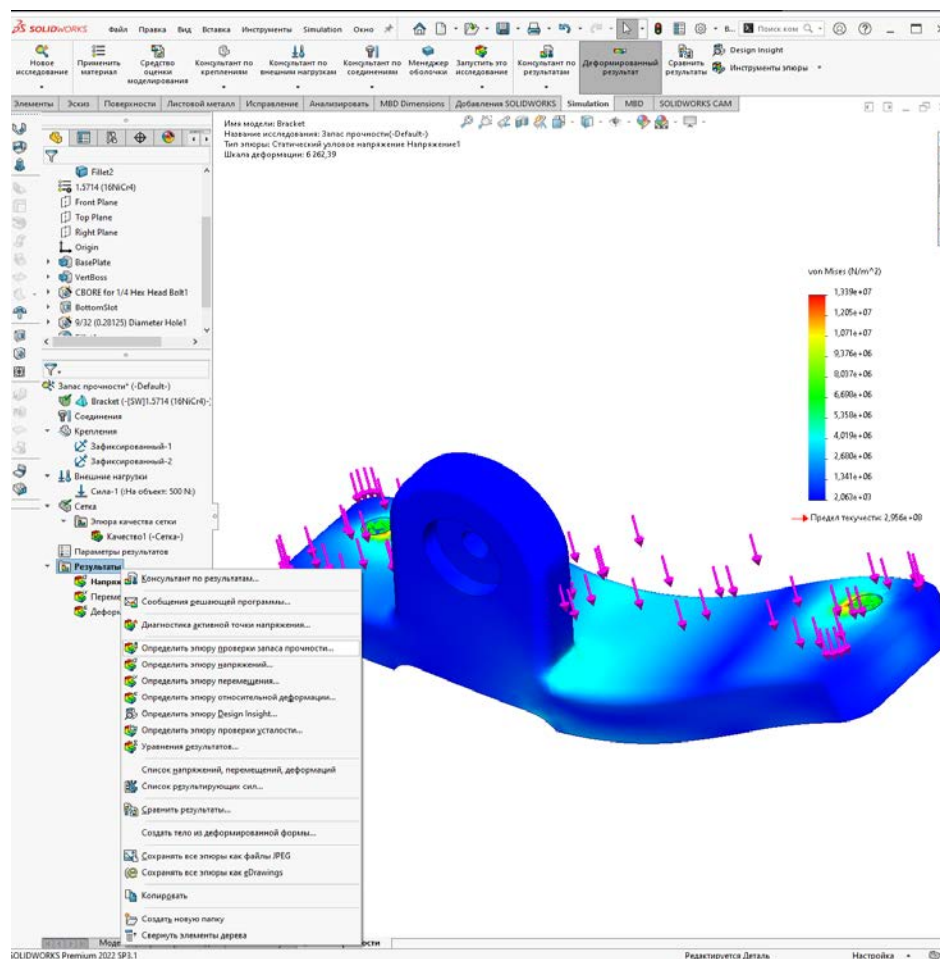 SOLIDWORKS Файл Правка Вид Вставка Инструменты Simulation Окно
Поиск ком
Новое исследование
Применить материал
Средство оценки моделирования
Консультант по креплениям
Консультант по внешним нагрузкам
Консультант по соединениям
Менеджер оболочки
Запустить это исследование
Консультант по результатам
Деформированный результат
Сравнить результаты
Design Insight
Инструменты эпюры
Элементы Эскиз Поверхности Листовой металл Исправление Анализировать MBD Dimensions Добавления SOLIDWORKS Simulation MBD SOLIDWORKS CAM
Имя модели: Bracket
Название исследования: Запас прочности(-Default-)
Тип эпюры: Статический узловое напряжение Напряжение1
Шкала деформации: 6 262,39
Fillet2
1.5714 (16NiCr4)
Front Plane
Top Plane
Right Plane
Origin
BasePlate
VertBoss
CBORE for 1/4 Hex Head Bolt1
BottomSlot
9/32 (0.28125) Diameter Hole1
Запас прочности* (-Default-)
Bracket (-[SW]1.5714 (16NiCr4)-
Соединения
Крепления
Зафиксированный-1
Зафиксированный-2
Внешние нагрузки
Сила-1 (:На объект: 500 N:)
Сетка
Эпюра качества сетки
Качество1 (-Сетка-)
Параметры результатов
Результаты
Напряж
Переме
Дефор
Консультант по результатам...
Сообщения решающей программы...
Диагностика активной точки напряжения...
Определить эпюру проверки запаса прочности...
Определить эпюру напряжений...
Определить эпюру перемещения...
Определить эпюру относительной деформации...
Определить эпюру Design Insight...
Определить эпюру проверки усталости...
Уравнения результатов...
Список напряжений, перемещений, деформаций
Список результирующих сил...
Сравнить результаты...
Создать тело из деформированной формы...
Сохранять все эпюры как файлы JPEG
Сохранять все эпюры как eDrawings
Копировать
Создать новую папку
Свернуть элементы дерева
von Mises (N/m^2)
1,339e+07
1,205e+07
1,071e+07
9,376e+06
8,037e+06
6,698e+06
5,358e+06
4,019e+06
2,680e+06
1,341e+06
2,063e+03
Предел текучести: 2,956e+08
Моде
ости
SOLIDWORKS Premium 2022 SP3.1
Редактируется Деталь
Настройка